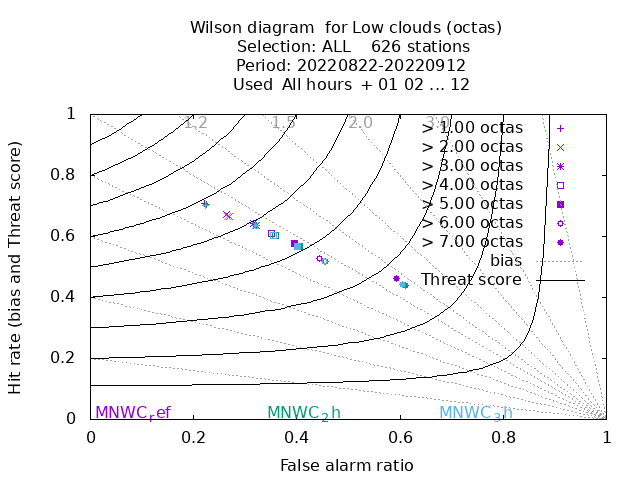 Wilson diagram  for Low clouds (octas)
Selection: ALL    626 stations
Period: 20220822-20220912
Used  All hours  + 01 02 ... 12
Hit rate (bias and Threat score)
1
0.8
0.6
0.4
0.2
0
1.2 1.5 2.0 3.0
> 1.00 octas
> 2.00 octas
> 3.00 octas
> 4.00 octas
> 5.00 octas
> 6.00 octas
> 7.00 octas
bias
Threat score
MNWC_ref MNWC_2h MNWC_3h
0 0.2 0.4 0.6 0.8 1
False alarm ratio